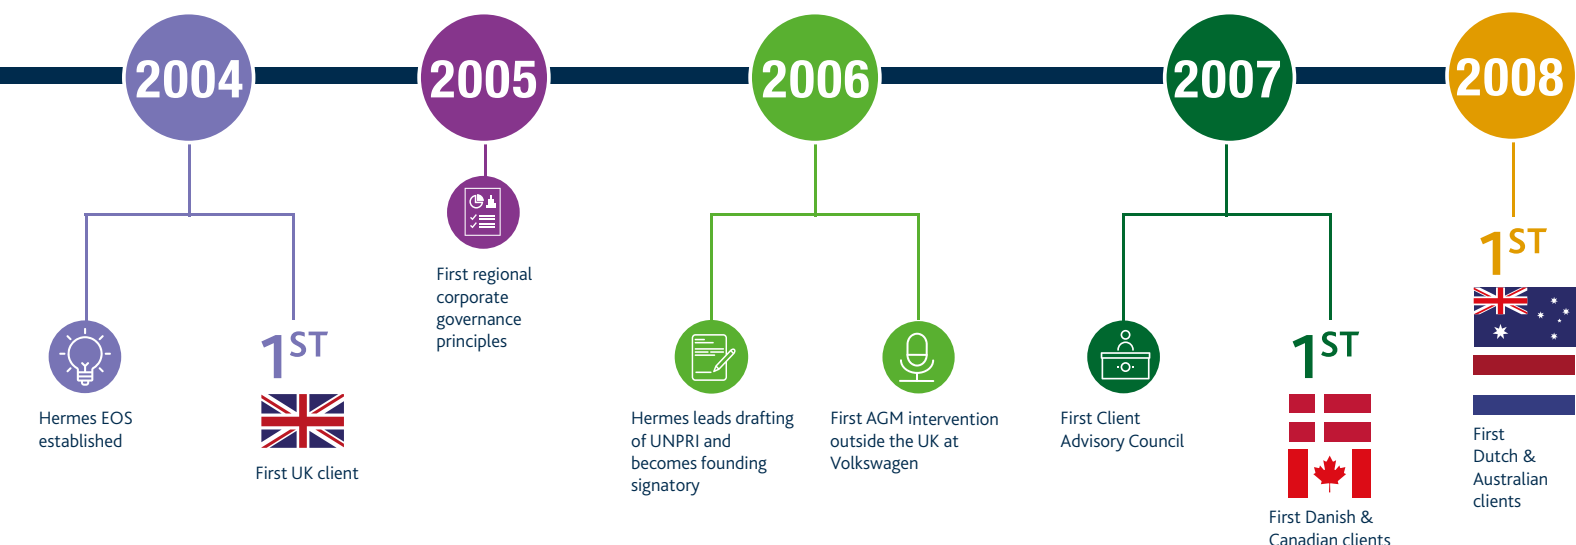 2004
2005
2006
2007
2008
Hermes EOS
established
1ST
First UK client
First regional
corporate
governance
principles
Hermes leads drafting
of UNPRI and
becomes founding
signatory
First AGM intervention
outside the UK at
Volkswagen
First Client
Advisory Council
1ST
First Danish &
Canadian clients
1ST
First
Dutch &
Australian
clients